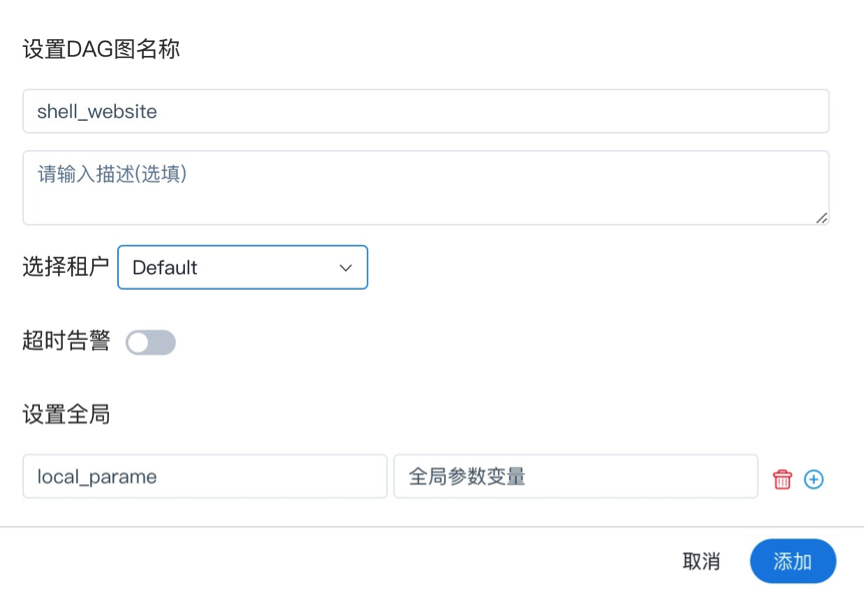 设置DAG图名称
shell_website
请输入描述(选填)
选择租户 Default
超时告警
设置全局
local_parame 全局参数变量
取消 添加